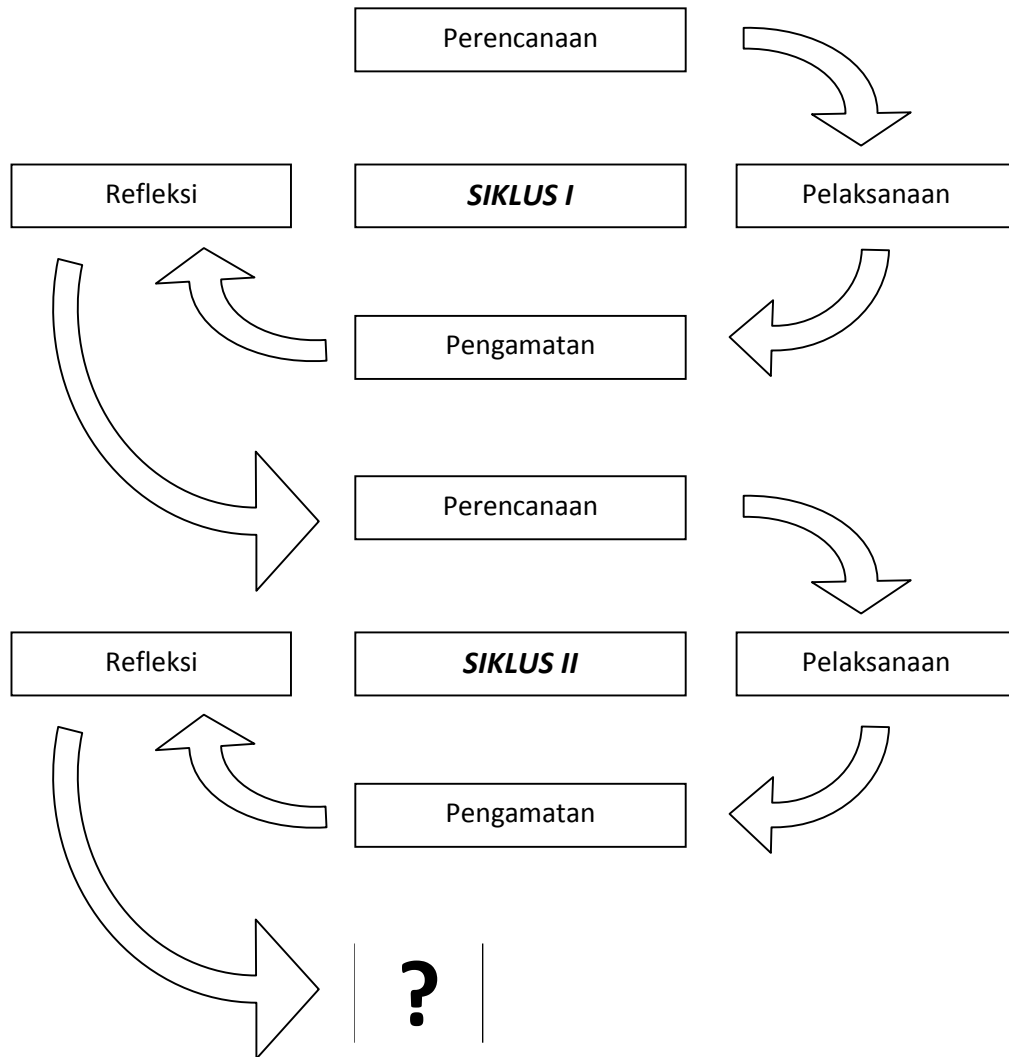 Perencanaan
Refleksi
SIKLUS I
Pelaksanaan
Pengamatan
Perencanaan
Refleksi
SIKLUS II
Pelaksanaan
Pengamatan
?